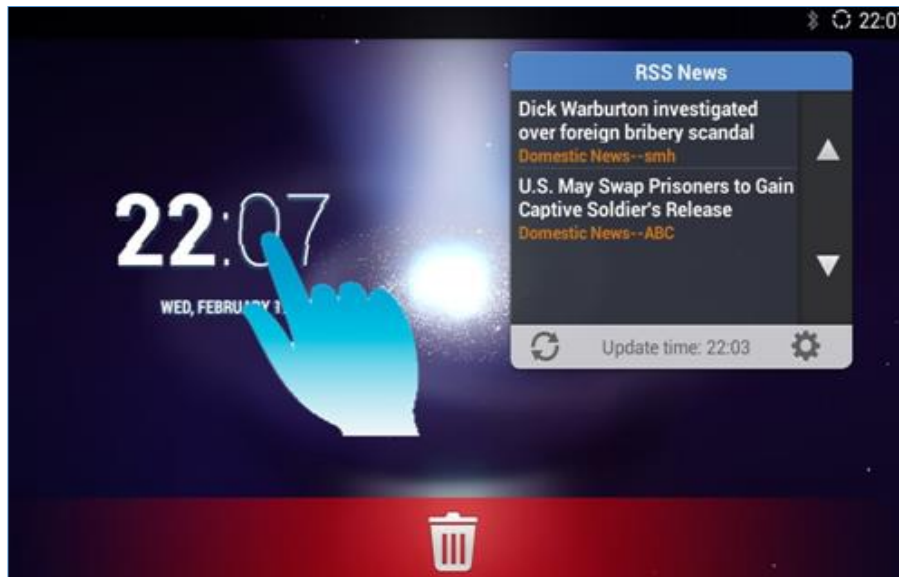 22:07
RSS News
Dick Warburton investigated
over foreign bribery scandal
Domestic News--smh
U.S. May Swap Prisoners to Gain
Captive Soldier's Release
Domestic News--ABC
22:07
WED, FEBRUARY
Update time: 22:03